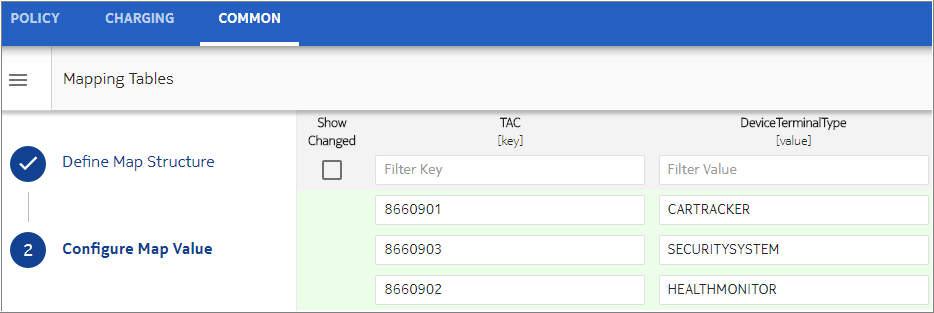 POLICY CHARGING COMMON
Mapping Tables
Define Map Structure
2 Configure Map Value
Show Changed
TAC [key]
DeviceTerminalType [value]
Filter Key Filter Value
8660901 CARTRACKER
8660903 SECURITYSYSTEM
8660902 HEALTHMONITOR